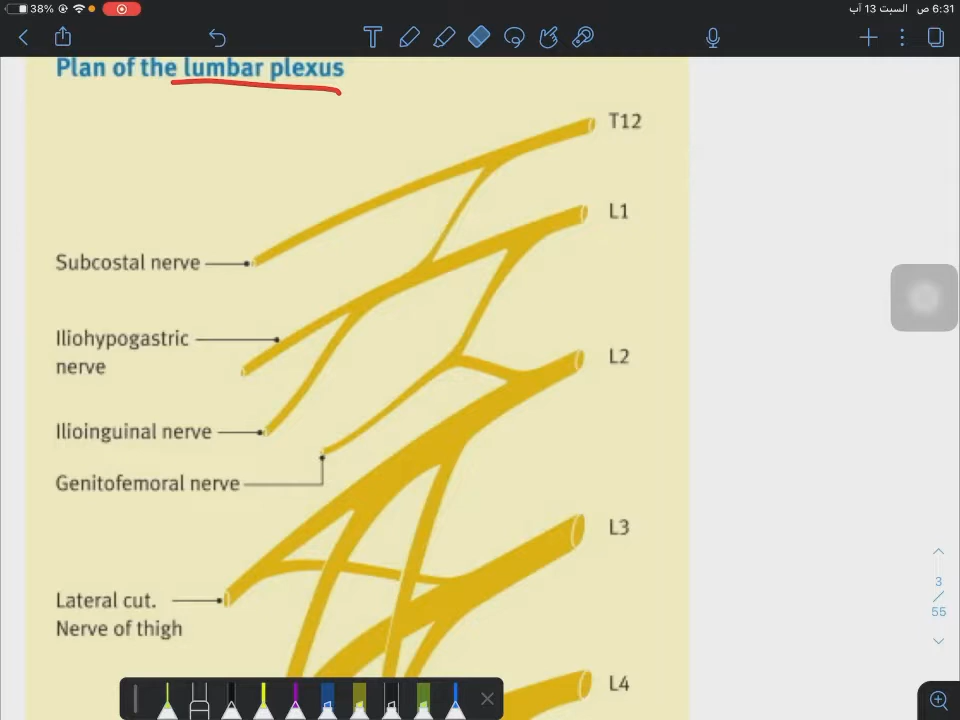 38%
6:31 ص السبت 13 آب
Plan of the lumbar plexus
T12
L1
Subcostal nerve
Iliohypogastric
nerve
L2
Ilioinguinal nerve
Genitofemoral nerve
L3
Lateral cut.
Nerve of thigh
L4
3
/
55